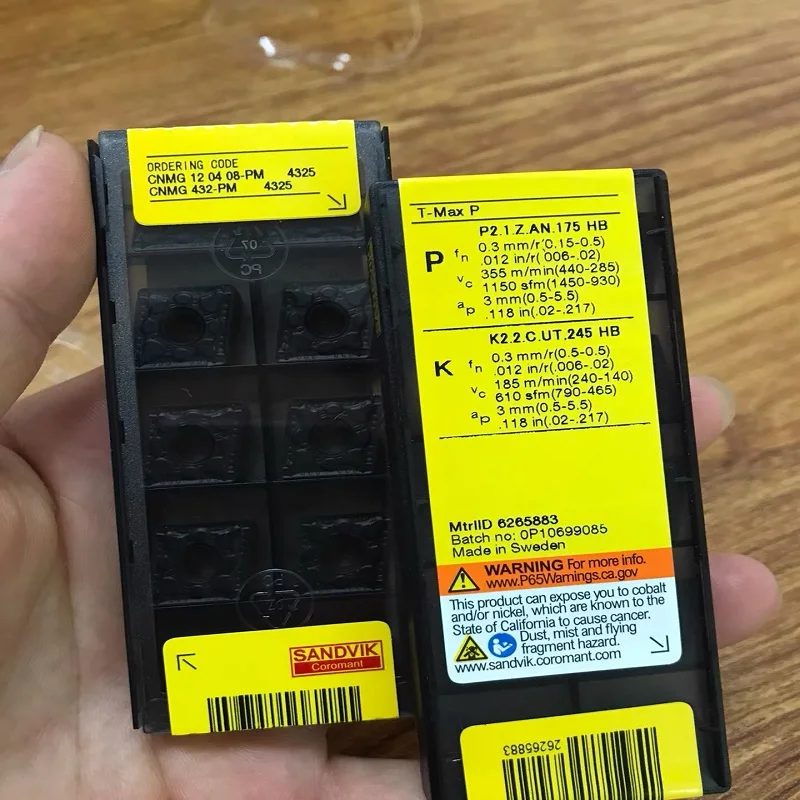 ORDERING CODE
CNMG 12 04 08-PM 4325
CNMG 432-PM 4325
07
PC
SANDVIK
Coromant
T-Max P
P2.1.Z.AN.175 HB
P
fn 0.3 mm/r(0.15-0.5)
.012 in/r(.006-.02)
vc 355 m/min(440-285)
1150 sfm(1450-930)
ap 3 mm(0.5-5.5)
.118 in(.02-.217)
K2.2.C.UT.245 HB
K
fn 0.3 mm/r(0.5-0.5)
.012 in/r(.006-.02)
vc 185 m/min(240-140)
610 sfm(790-465)
ap 3 mm(0.5-5.5)
.118 in(.02-.217)
MtrlID 6265883
Batch no: 0P10699085
Made in Sweden
WARNING For more info.
www.P65Warnings.ca.gov
This product can expose you to cobalt
and/or nickel, which are known to the
State of California to cause cancer.
Dust, mist and flying
fragment hazard.
www.sandvik.coromant.com
26265883